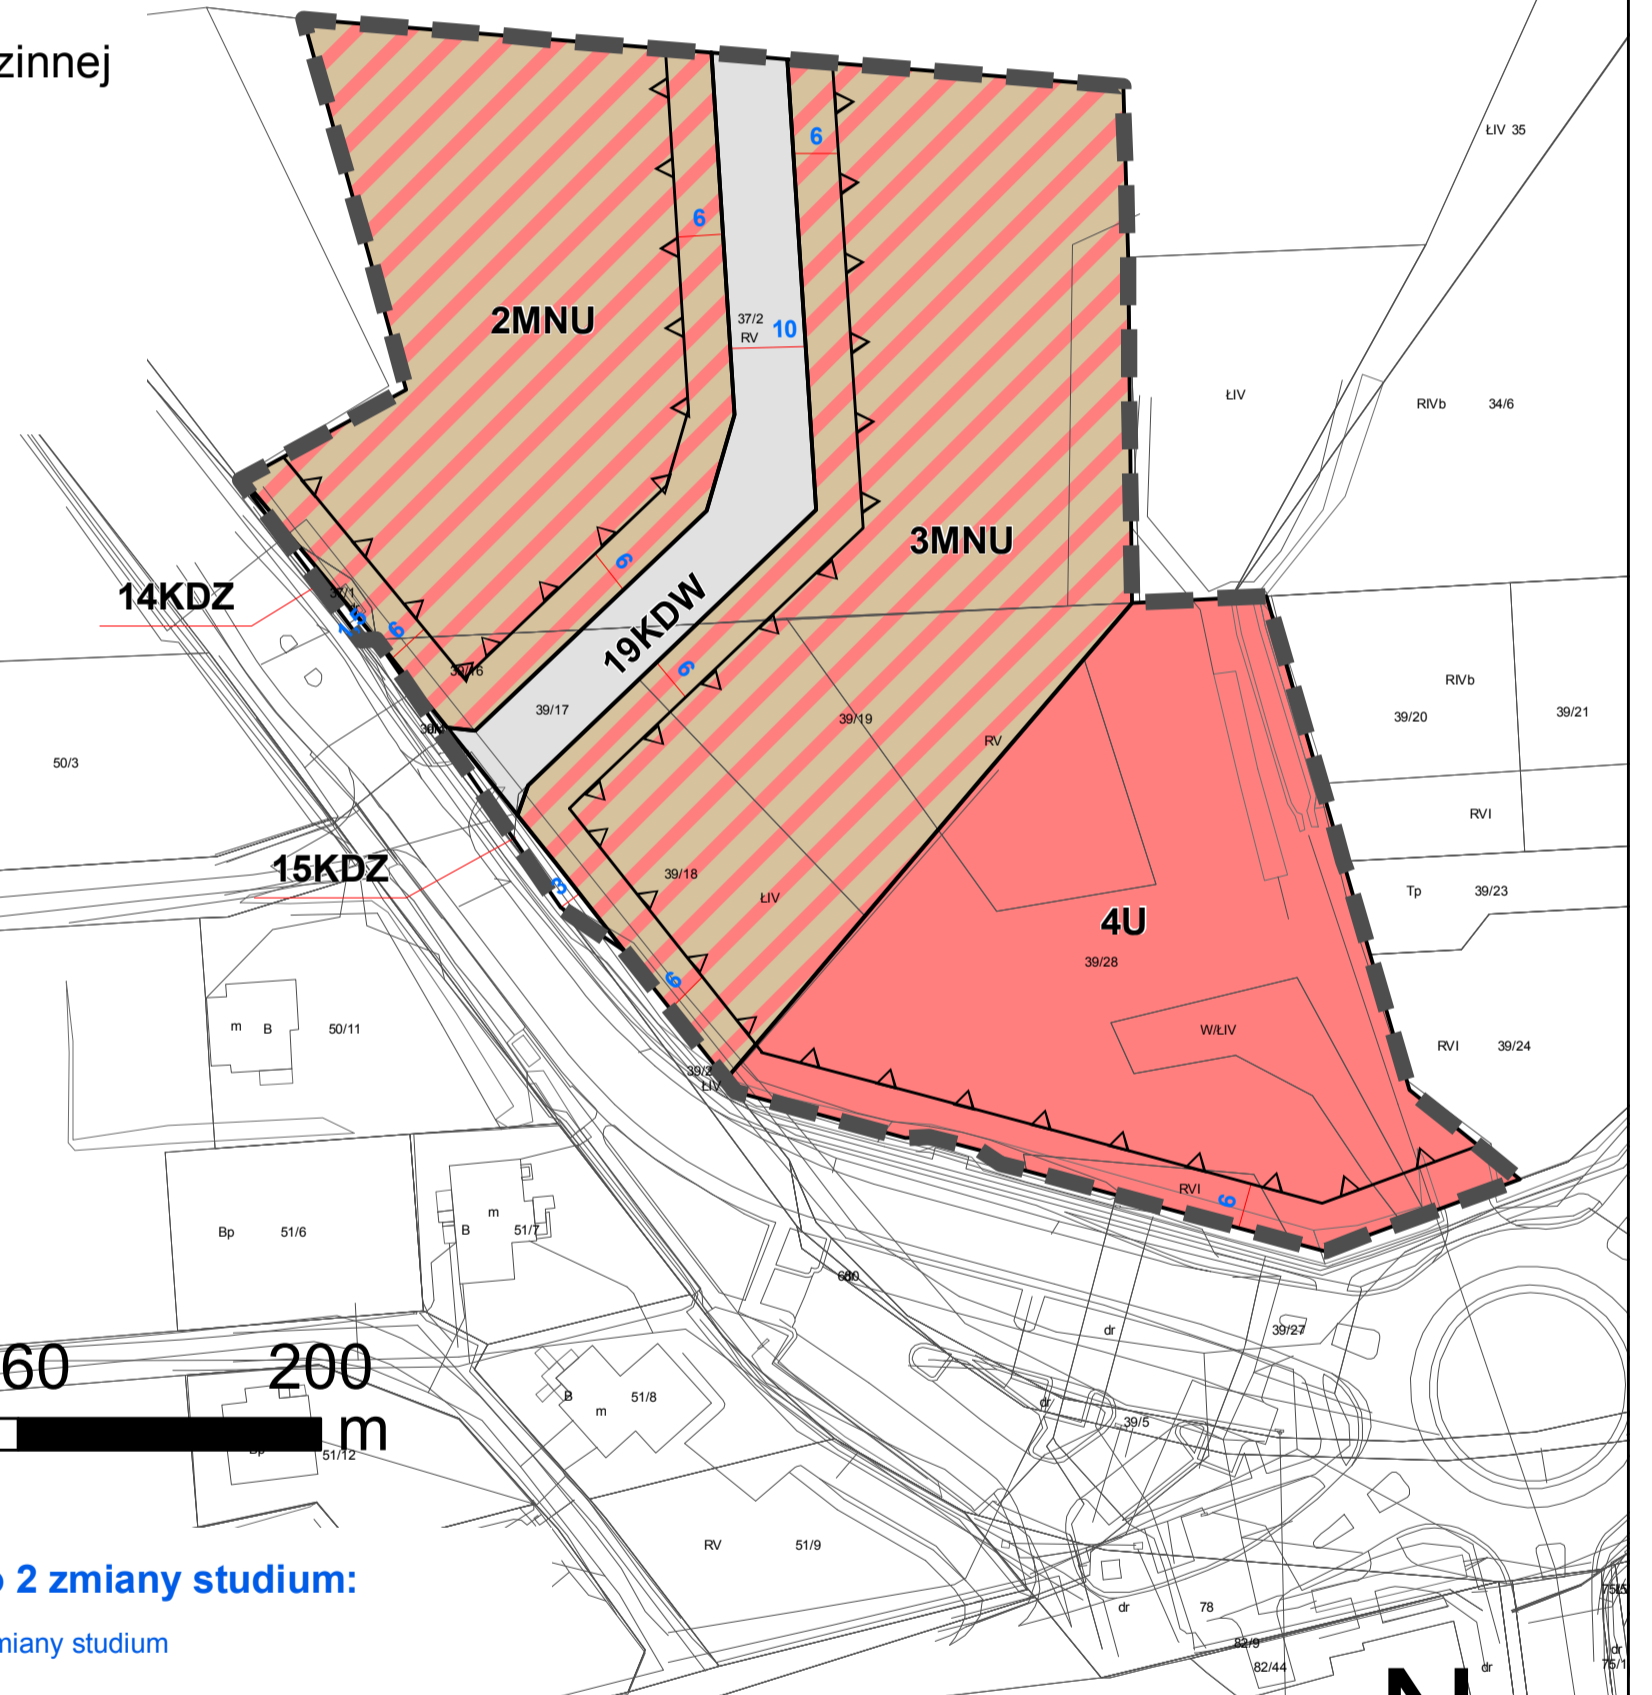 zinnej
ŁIV 35
6
6
2MNU
37/2
RV
10
ŁIV
RIVb 34/6
3MNU
6
14KDZ
6
19KDW
6
39/16
RIVb
39/17
39/19
39/20
39/21
RV
50/3
RVI
15KDZ
39/18
3
ŁIV
Tp 39/23
4U
39/28
6
m B 50/11
W/ŁIV
RVI 39/24
ŁIV
RVI
6
m
Bp 51/6
B 51/7
dr
39/27
60 200
m
B
m
51/8
dr
39/5
51/12
RV 51/9
2 zmiany studium:
miany studium
dr
78
82/9
82/44
dr
dr
N